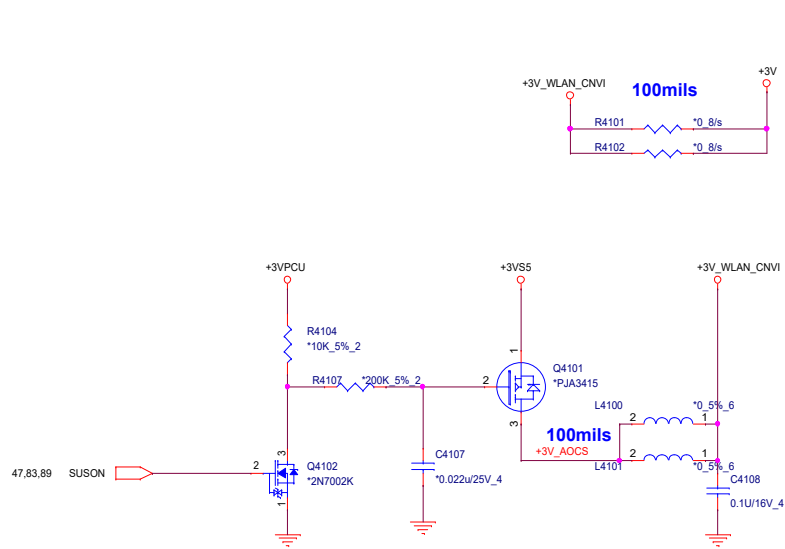 +3V
+3V_WLAN_CNVI
100mils
R4101
*0_8/s
R4102
*0_8/s
+3VPCU
+3VS5
+3V_WLAN_CNVI
R4104
*10K_5%_2
1
Q4101
*PJA3415
R4107
*200K_5%_2
2
3
L4100
*0_5%_6
2
1
100mils
+3V_AOCS
L4101
2
1
*0_5%_6
C4107
*0.022u/25V_4
C4108
0.1U/16V_4
47,83,89
SUSON
2
3
Q4102
*2N7002K
1